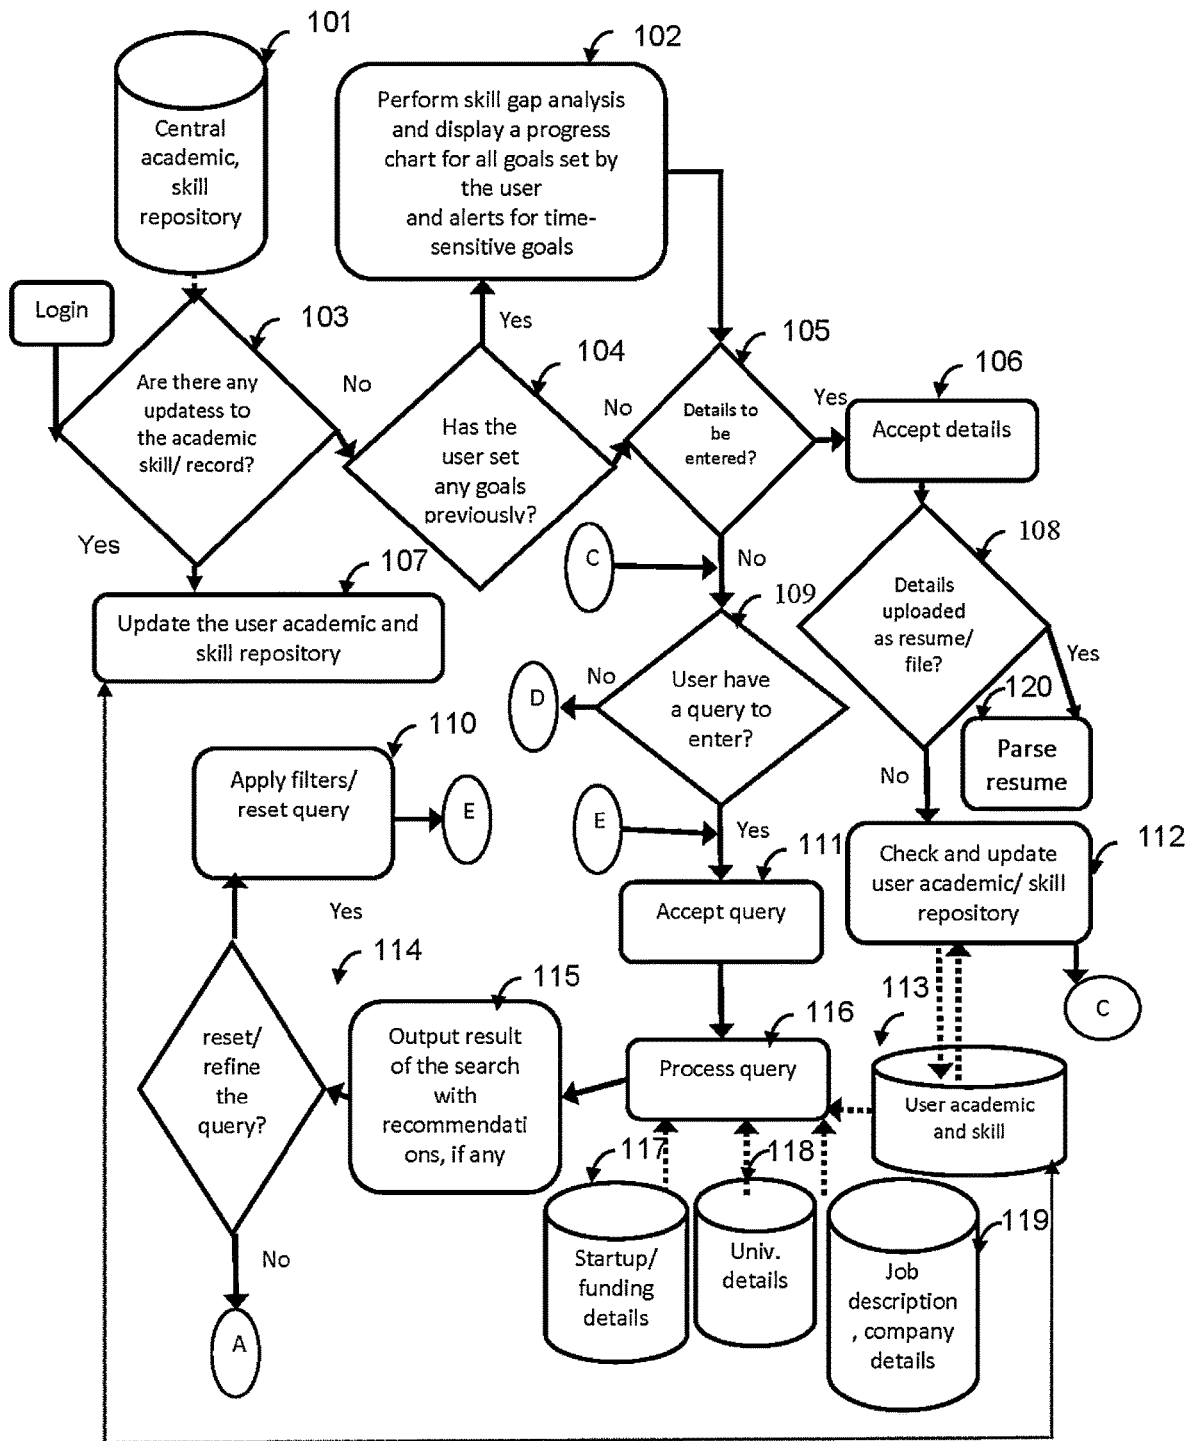 101
Central
academic,
skill
repository
102
Perform skill gap analysis
and display a progress
chart for all goals set by
the user
and alerts for time-
sensitive goals
Login
103
Are there any
updatess to
the academic
skill/ record?
No
Yes
104
Has the
user set
any goals
previously?
Yes
No
105
Details to
be
entered?
Yes
106
Accept details
Yes
107
Update the user academic and
skill repository
C
No
108
Details
uploaded
as resume/
file?
Yes
109
User have
a query to
enter?
No
D
120
Parse
resume
No
110
Apply filters/
reset query
E
E
Yes
111
Accept query
112
Check and update
user academic/ skill
repository
C
Yes
114
reset/
refine
the
query?
115
Output result
of the search
with
recommendati
ons, if any
116
Process query
113
User academic
and skill
117
Startup/
funding
details
118
Univ.
details
119
Job
description
, company
details
No
A